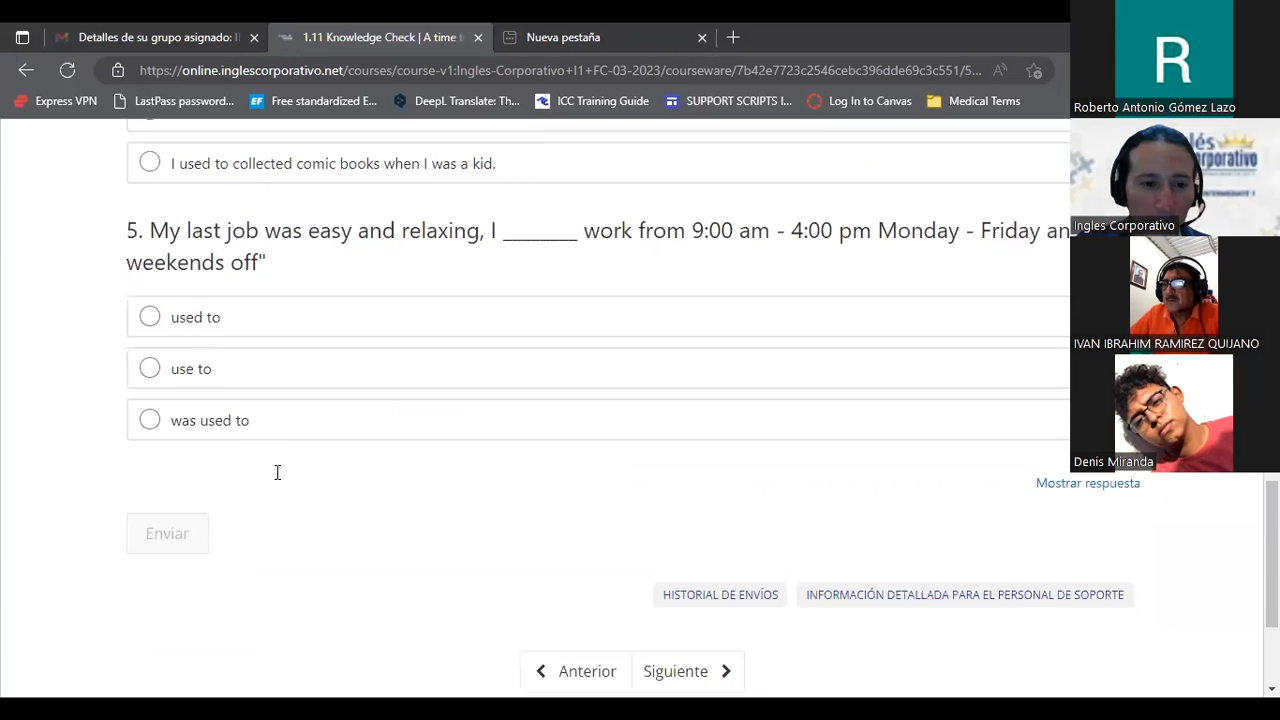 Detalles de su grupo asignado: I
1.11 Knowledge Check | A time t
Nueva pestaña
https://online.inglescorporativo.net/courses/course-v1:Ingles-Corporativo+I1+FC-03-2023/courseware/7b42e7723c2546cebc396dde69c3c551/5...
Express VPN
LastPass password...
EF Free standardized E...
DeepL Translate: Th...
ICC Training Guide
SUPPORT SCRIPTS I...
Log In to Canvas
Medical Terms
R
Roberto Antonio Gómez Lazo
I used to collected comic books when I was a kid.
lés
rporativo
Ingles Corporativo
5. My last job was easy and relaxing, I ________ work from 9:00 am - 4:00 pm Monday - Friday an
weekends off"
used to
IVAN IBRAHIM RAMIREZ QUIJANO
use to
was used to
Denis Miranda
Mostrar respuesta
Enviar
HISTORIAL DE ENVÍOS
INFORMACIÓN DETALLADA PARA EL PERSONAL DE SOPORTE
Anterior
Siguiente